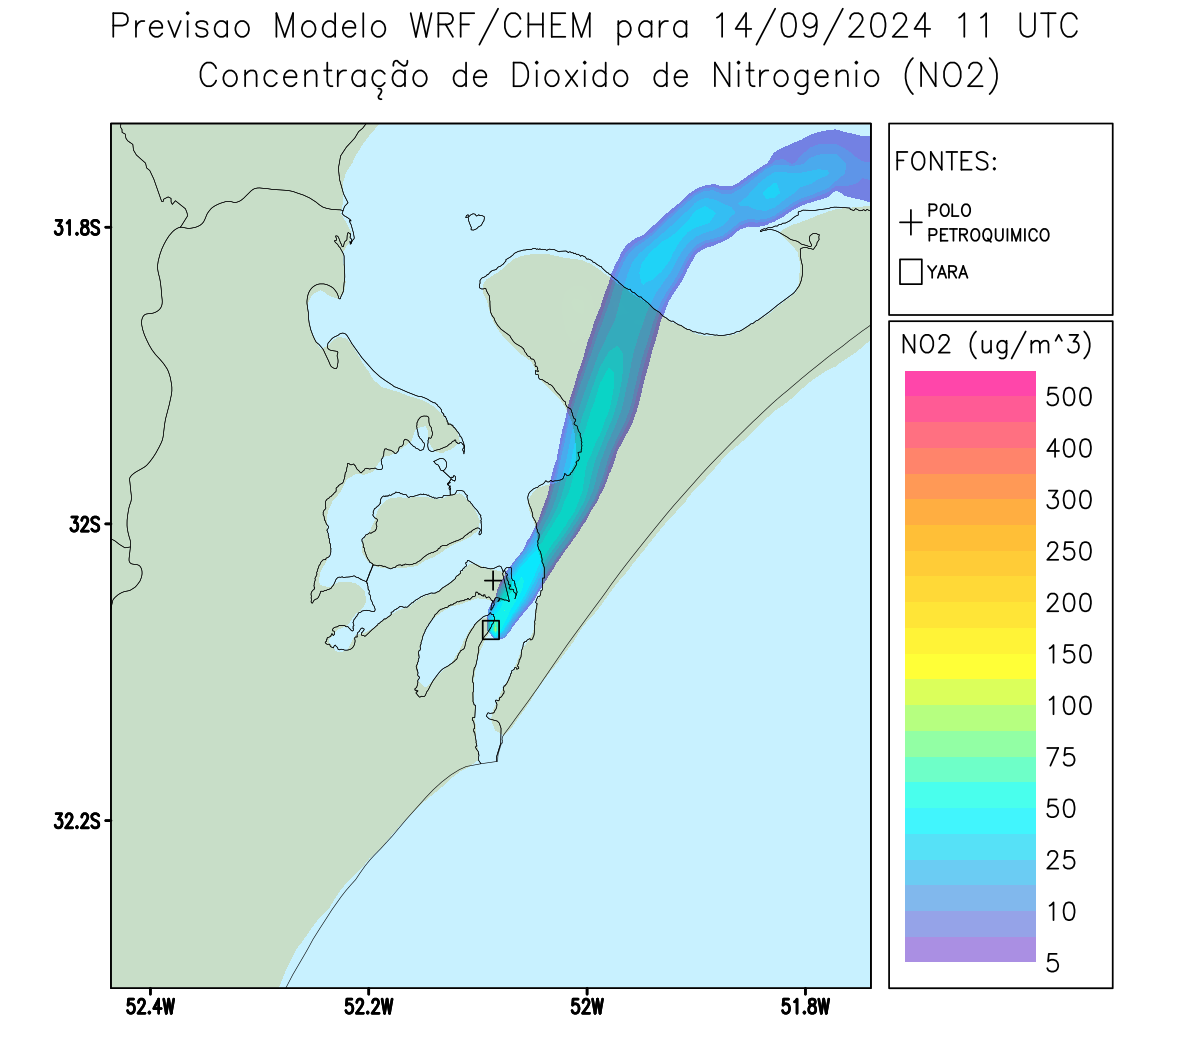 Previsao Modelo WRF/CHEM para 14/09/2024 11 UTC
Concentração de Dioxido de Nitrogenio (NO2)
FONTES:
POLO
PETROQUIMICO
YARA
31.8S
32S
32.2S
52.4W
52.2W
52W
51.8W
NO2 (ug/m^3)
500
400
300
250
200
150
100
75
50
25
10
5